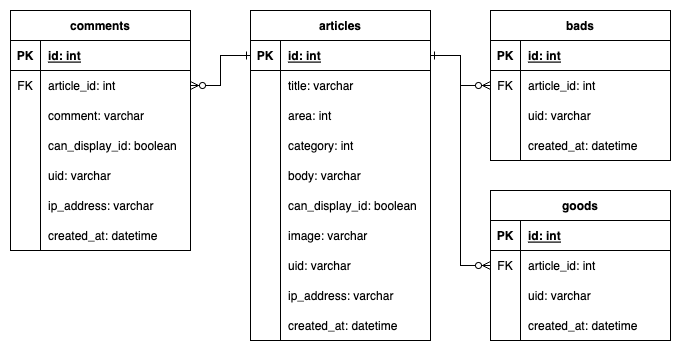 comments
PK id: int
FK article_id: int
comment: varchar
can_display_id: boolean
uid: varchar
ip_address: varchar
created_at: datetime
articles
PK id: int
title: varchar
area: int
category: int
body: varchar
can_display_id: boolean
image: varchar
uid: varchar
ip_address: varchar
created_at: datetime
bads
PK id: int
FK article_id: int
uid: varchar
created_at: datetime
goods
PK id: int
FK article_id: int
uid: varchar
created_at: datetime